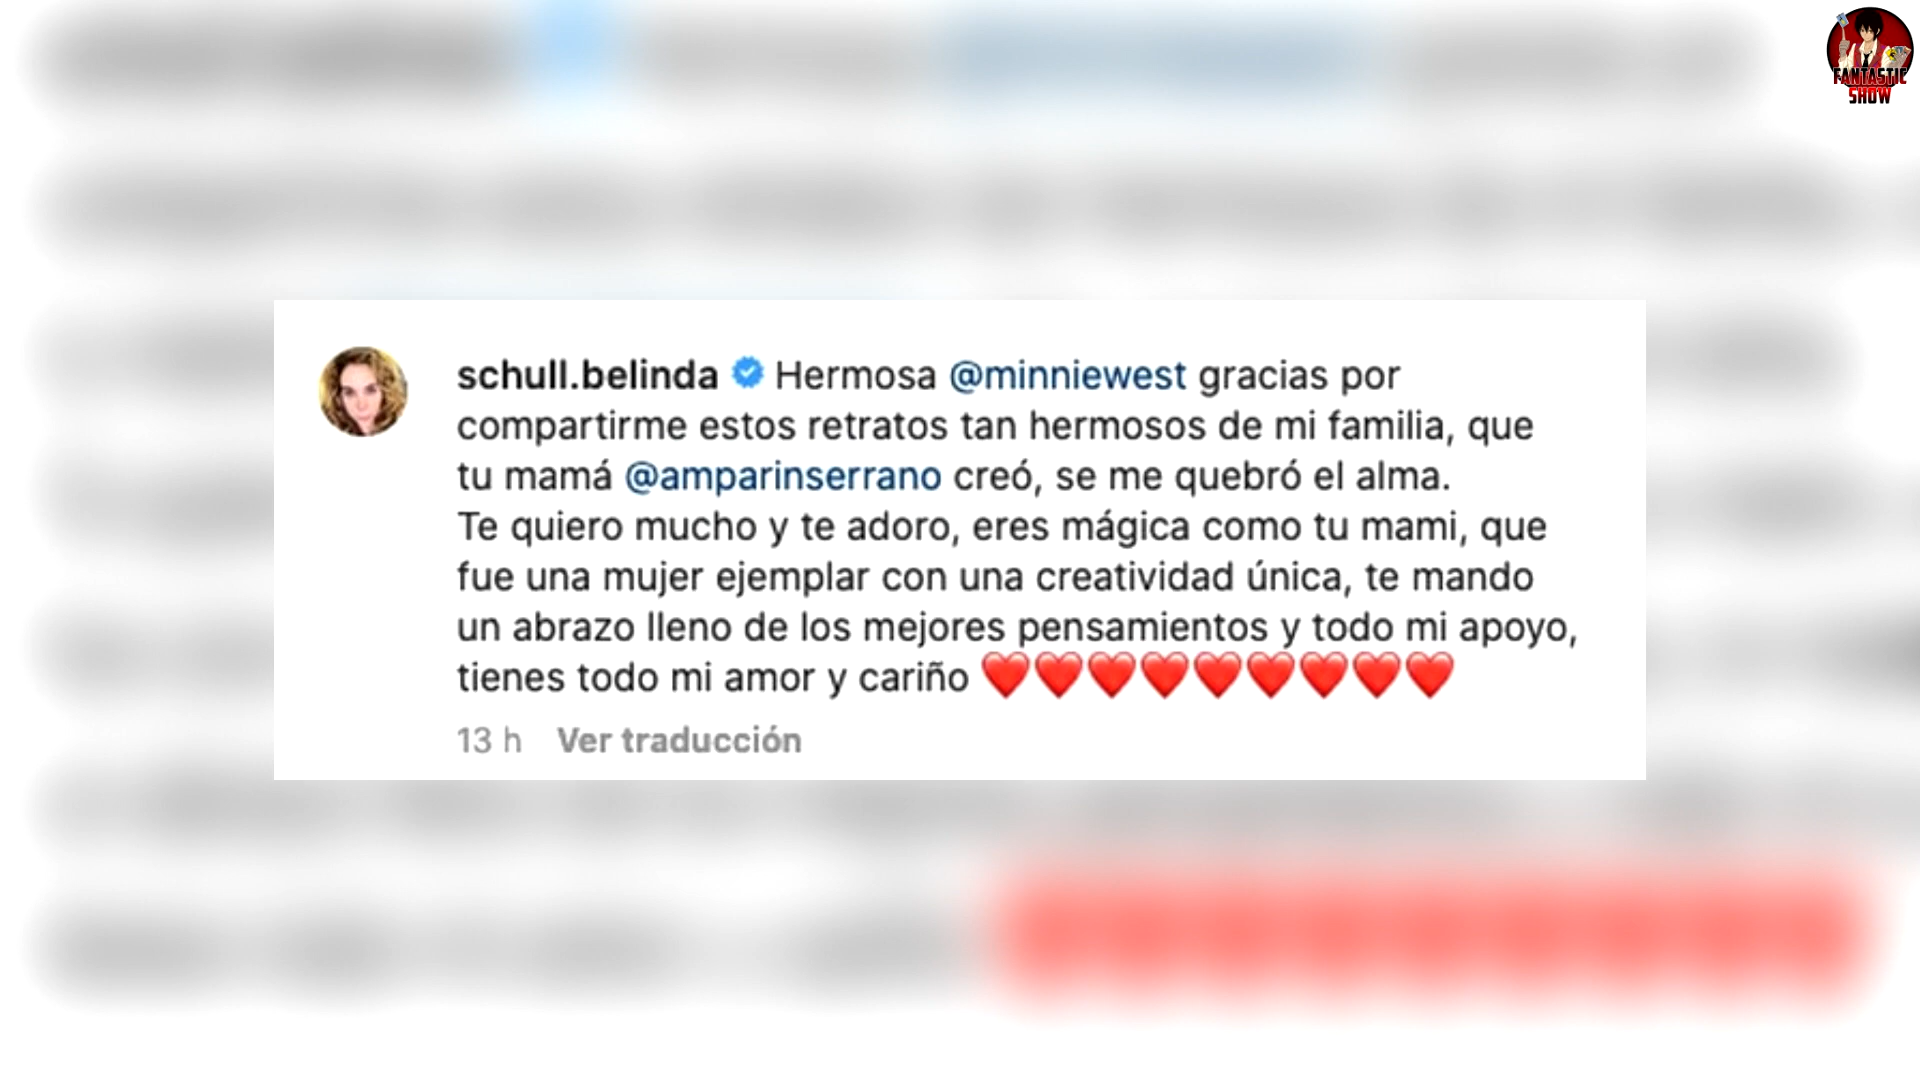 FANTASTIC
SHOW
schull.belinda Hermosa @minniewest gracias por
compartirme estos retratos tan hermosos de mi familia, que
tu mamá @amparinserrano creó, se me quebró el alma.
Te quiero mucho y te adoro, eres mágica como tu mami, que
fue una mujer ejemplar con una creatividad única, te mando
un abrazo lleno de los mejores pensamientos y todo mi apoyo,
tienes todo mi amor y cariño ❤️❤️❤️❤️❤️❤️❤️❤️❤️
13 h Ver traducción